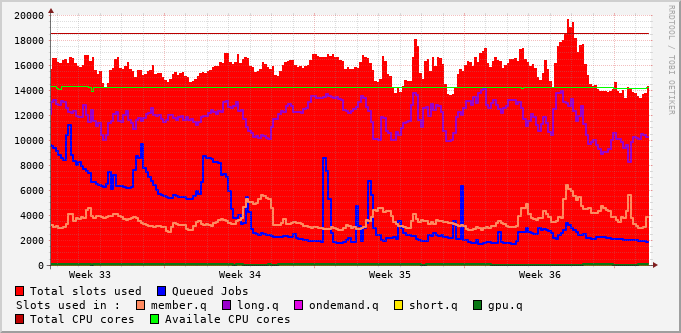 20000
18000
16000
14000
12000
10000
8000
6000
4000
2000
0
Week 33 Week 34 Week 35 Week 36
RRDTOOL / TOBI OETIKER
Total slots used Queued Jobs
Slots used in : member.q long.q ondemand.q short.q gpu.q
Total CPU cores Availale CPU cores